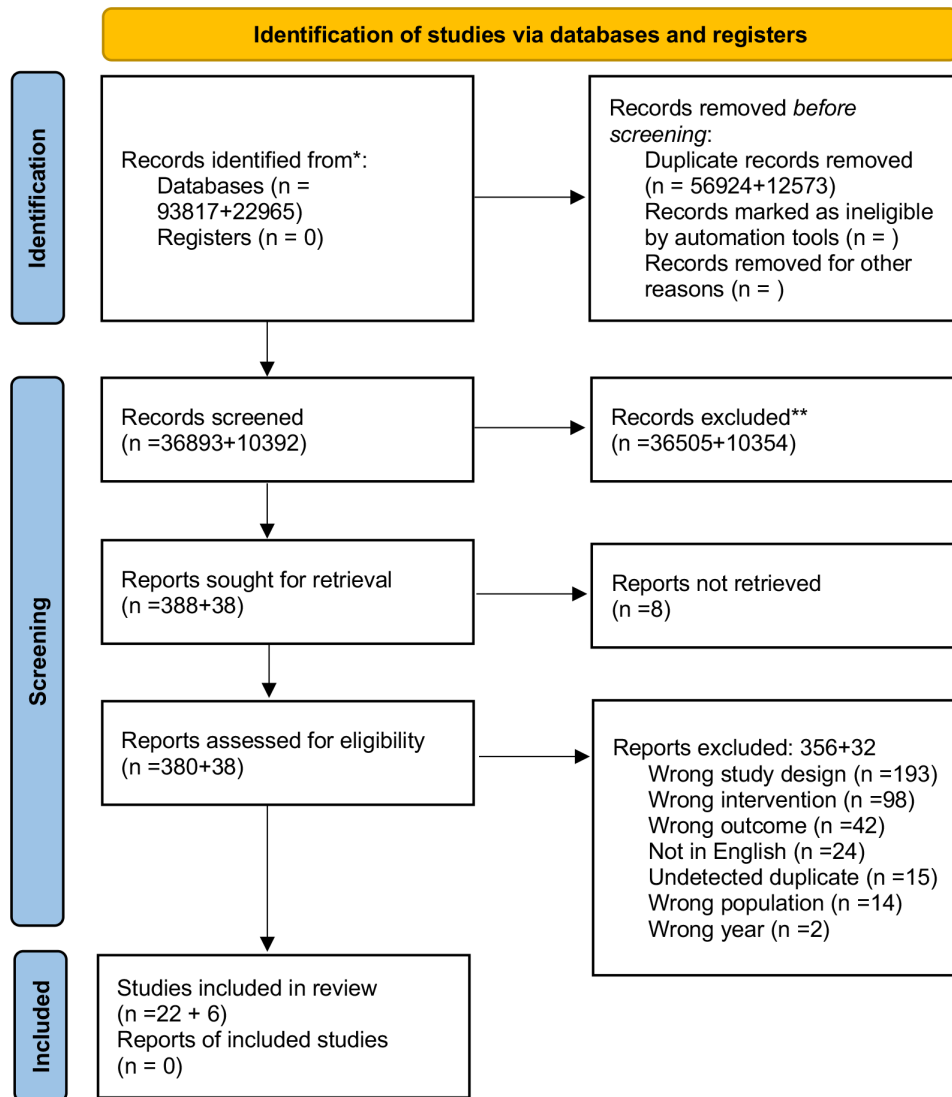 Identification of studies via databases and registers
Identification
Records identified from*:
Databases (n =
93817+22965)
Registers (n = 0)
Records removed before
screening:
Duplicate records removed
(n = 56924+12573)
Records marked as ineligible
by automation tools (n = )
Records removed for other
reasons (n = )
Screening
Records screened
(n =36893+10392)
Records excluded**
(n =36505+10354)
Reports sought for retrieval
(n =388+38)
Reports not retrieved
(n =8)
Reports assessed for eligibility
(n =380+38)
Reports excluded: 356+32
Wrong study design (n =193)
Wrong intervention (n =98)
Wrong outcome (n =42)
Not in English (n =24)
Undetected duplicate (n =15)
Wrong population (n =14)
Wrong year (n =2)
Included
Studies included in review
(n =22 + 6)
Reports of included studies
(n = 0)